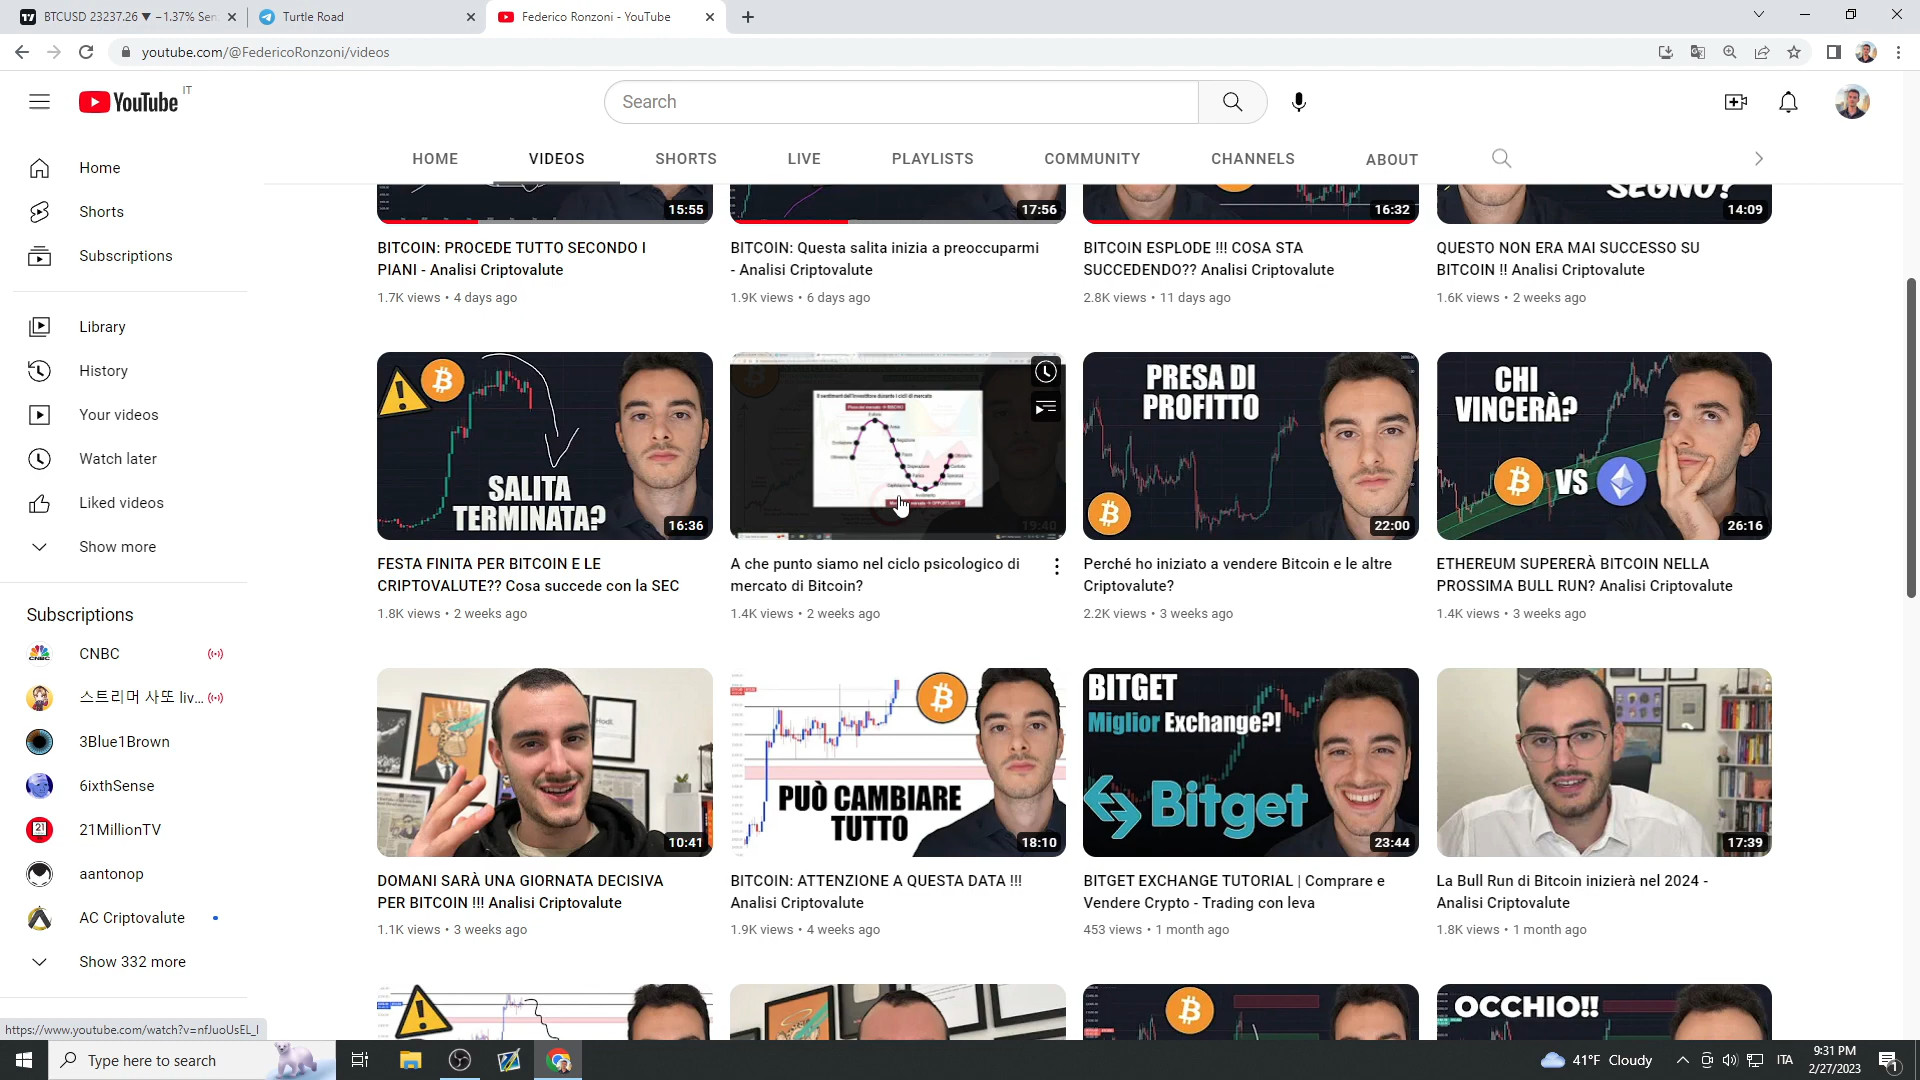 BTCUSD 23237.26 ▼ −1.37% Sen
Turtle Road
Federico Ronzoni - YouTube
youtube.com/@FedericoRonzoni/videos
YouTube
IT
Search
HOME
VIDEOS
SHORTS
LIVE
PLAYLISTS
COMMUNITY
CHANNELS
ABOUT
Home
Shorts
Subscriptions
Library
History
Your videos
Watch later
Liked videos
Show more
Subscriptions
CNBC
스트리머 사또 liv...
3Blue1Brown
6ixthSense
21
21MillionTV
aantonop
AC Criptovalute
Show 332 more
15:55
17:56
16:32
SEGNO?
14:09
BITCOIN: PROCEDE TUTTO SECONDO I
PIANI - Analisi Criptovalute
1.7K views • 4 days ago
BITCOIN: Questa salita inizia a preoccuparmi
- Analisi Criptovalute
1.9K views • 6 days ago
BITCOIN ESPLODE !!! COSA STA
SUCCEDENDO?? Analisi Criptovalute
2.8K views • 11 days ago
QUESTO NON ERA MAI SUCCESSO SU
BITCOIN !! Analisi Criptovalute
1.6K views • 2 weeks ago
SALITA
TERMINATA?
16:36
Il sentiment dell'investitore durante i cicli di mercato
19:40
PRESA DI
PROFITTO
22:00
CHI
VINCERÀ?
VS
26:16
FESTA FINITA PER BITCOIN E LE
CRIPTOVALUTE?? Cosa succede con la SEC
1.8K views • 2 weeks ago
A che punto siamo nel ciclo psicologico di
mercato di Bitcoin?
1.4K views • 2 weeks ago
Perché ho iniziato a vendere Bitcoin e le altre
Criptovalute?
2.2K views • 3 weeks ago
ETHEREUM SUPERERÀ BITCOIN NELLA
PROSSIMA BULL RUN? Analisi Criptovalute
1.4K views • 3 weeks ago
Hodl.
10:41
PUÒ CAMBIARE
TUTTO
18:10
BITGET
Miglior Exchange?!
Bitget
23:44
17:39
DOMANI SARÀ UNA GIORNATA DECISIVA
PER BITCOIN !!! Analisi Criptovalute
1.1K views • 3 weeks ago
BITCOIN: ATTENZIONE A QUESTA DATA !!!
Analisi Criptovalute
1.9K views • 4 weeks ago
BITGET EXCHANGE TUTORIAL | Comprare e
Vendere Crypto - Trading con leva
453 views • 1 month ago
La Bull Run di Bitcoin inizierà nel 2024 -
Analisi Criptovalute
1.8K views • 1 month ago
OCCHIO!!
https://www.youtube.com/watch?v=nfJuoUsEL_I
Type here to search
41°F Cloudy
ITA
9:31 PM
2/27/2023
1